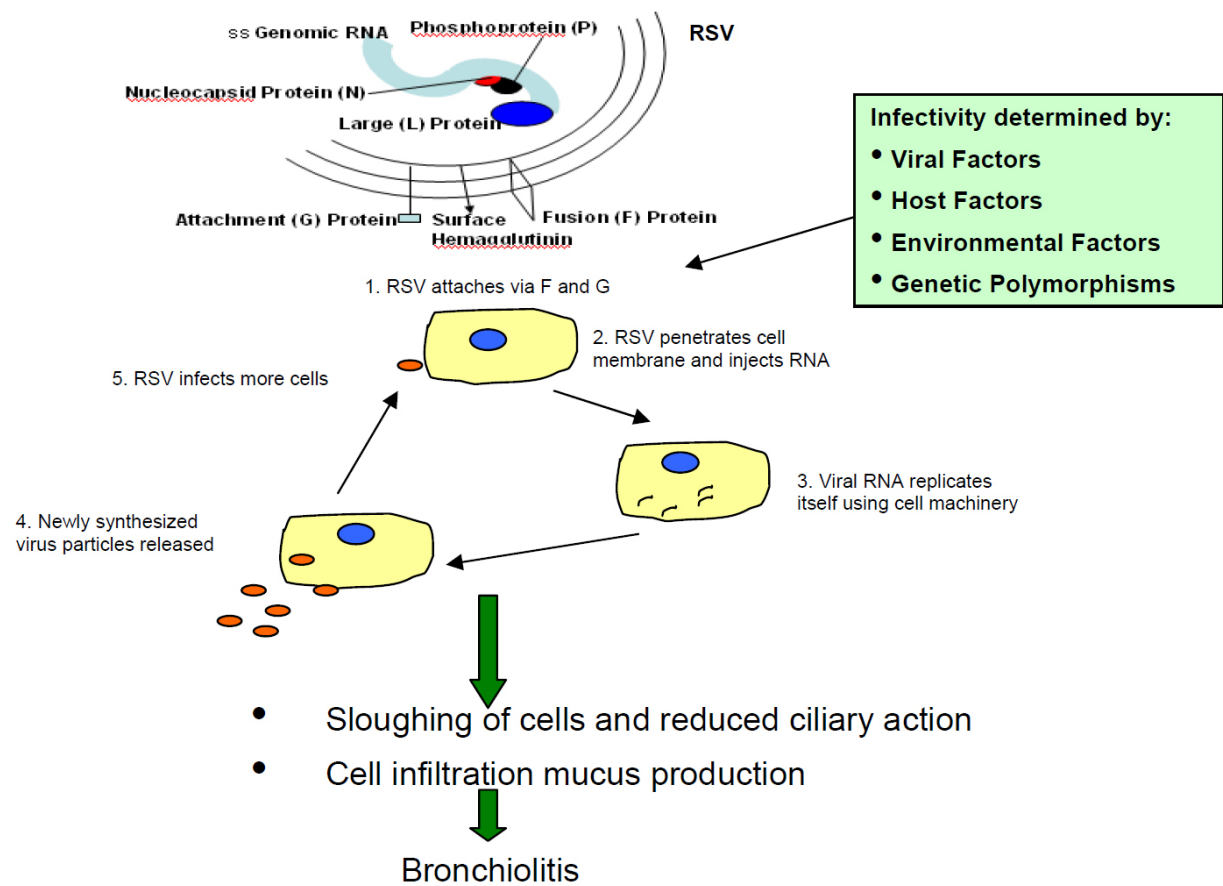 ss Genomic RNA
Phosphoprotein (P)
RSV
Nucleocapsid Protein (N)
Large (L) Protein
Attachment (G) Protein
Surface
Hemagglutinin
Fusion (F) Protein
Infectivity determined by:
• Viral Factors
• Host Factors
• Environmental Factors
• Genetic Polymorphisms
1. RSV attaches via F and G
2. RSV penetrates cell
membrane and injects RNA
3. Viral RNA replicates
itself using cell machinery
4. Newly synthesized
virus particles released
5. RSV infects more cells
• Sloughing of cells and reduced ciliary action
• Cell infiltration mucus production
Bronchiolitis